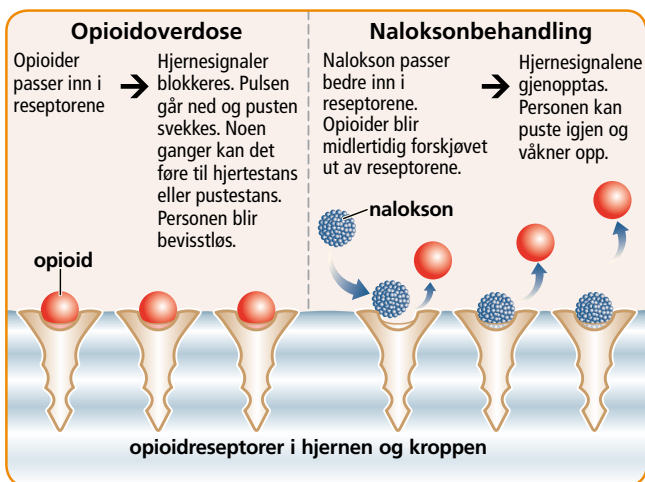 Opioidoverdose
Opioider
passer inn i
reseptorene
Hjernesignaler
blokkeres. Pulsen
går ned og pusten
svekkes. Noen
ganger kan det
føre til hjertestans
eller pustestans.
Personen blir
bevisstløs.
opioid
Naloksonbehandling
Nalokson passer
bedre inn i
reseptorene.
Opioider blir
midlertidig forskjøvet
ut av reseptorene.
Hjernesignalene
gjenopptas.
Personen kan
puste igjen og
våkner opp.
nalokson
opioidreseptorer i hjernen og kroppen